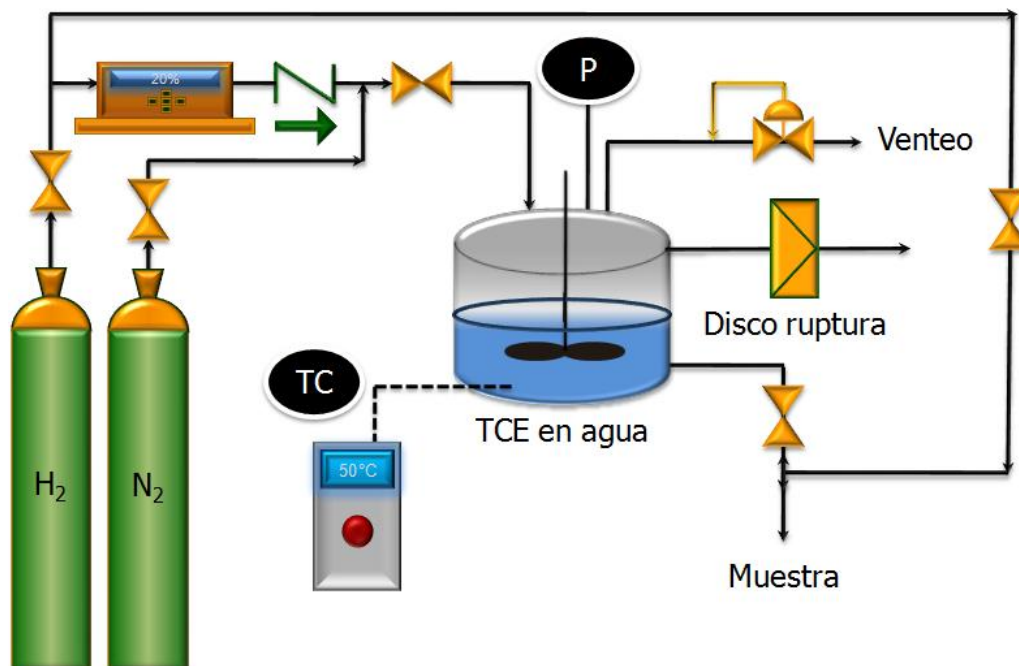 20%
P
Venteo
Disco ruptura
TC
TCE en agua
50°C
H₂
N₂
Muestra